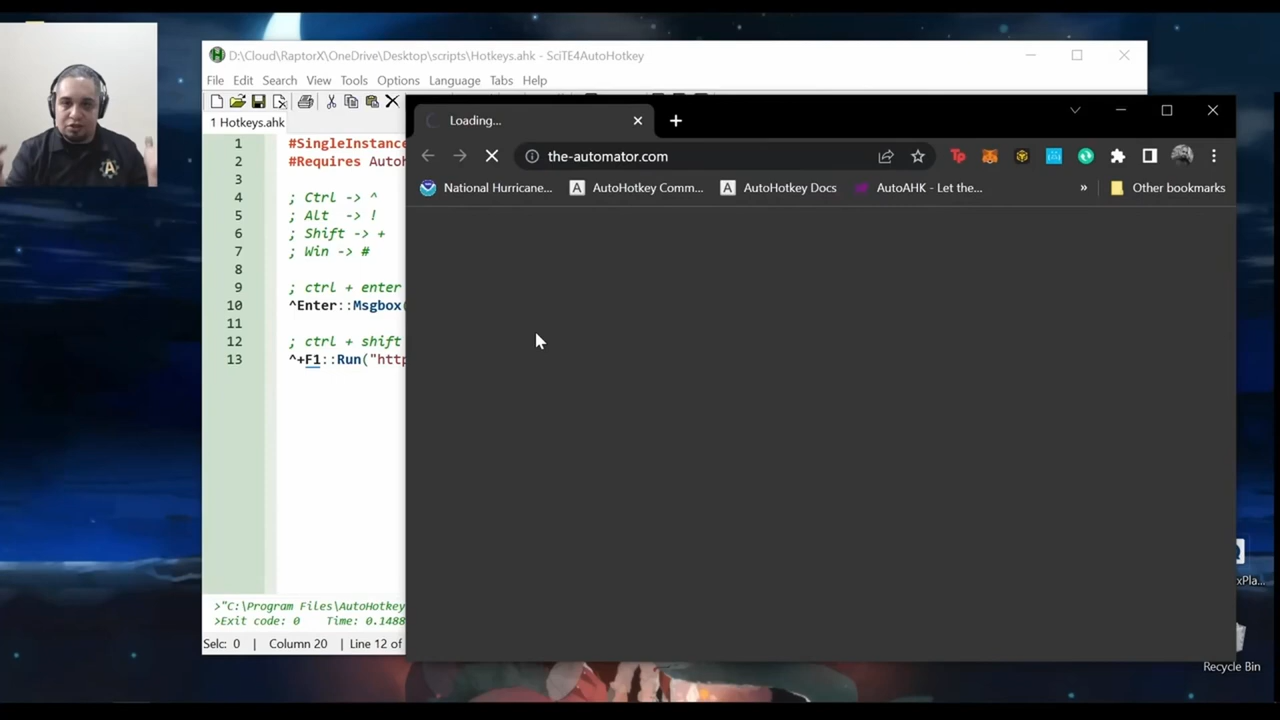 D:\Cloud\RaptorX\OneDrive\Desktop\scripts\Hotkeys.ahk - SciTE4AutoHotkey
File Edit Search View Tools Options Language Tabs Help
1 Hotkeys.ahk
Loading...
the-automator.com
National Hurricane... AutoHotkey Comm... AutoHotkey Docs AutoAHK - Let the... » Other bookmarks
1 #SingleInstance
2 #Requires
3
4 ; Ctrl -> ^
5 ; Alt -> !
6 ; Shift -> +
7 ; Win -> #
8
9 ; ctrl + enter
10 ^Enter::Msgbox(
11
12 ; ctrl + shift
13 ^+F1::Run("http
>"C:\Program Files\AutoHotkey
>Exit code: 0 Time: 0.1488
Selc: 0 | Column 20 | Line 12 of
xPla...
Recycle Bin